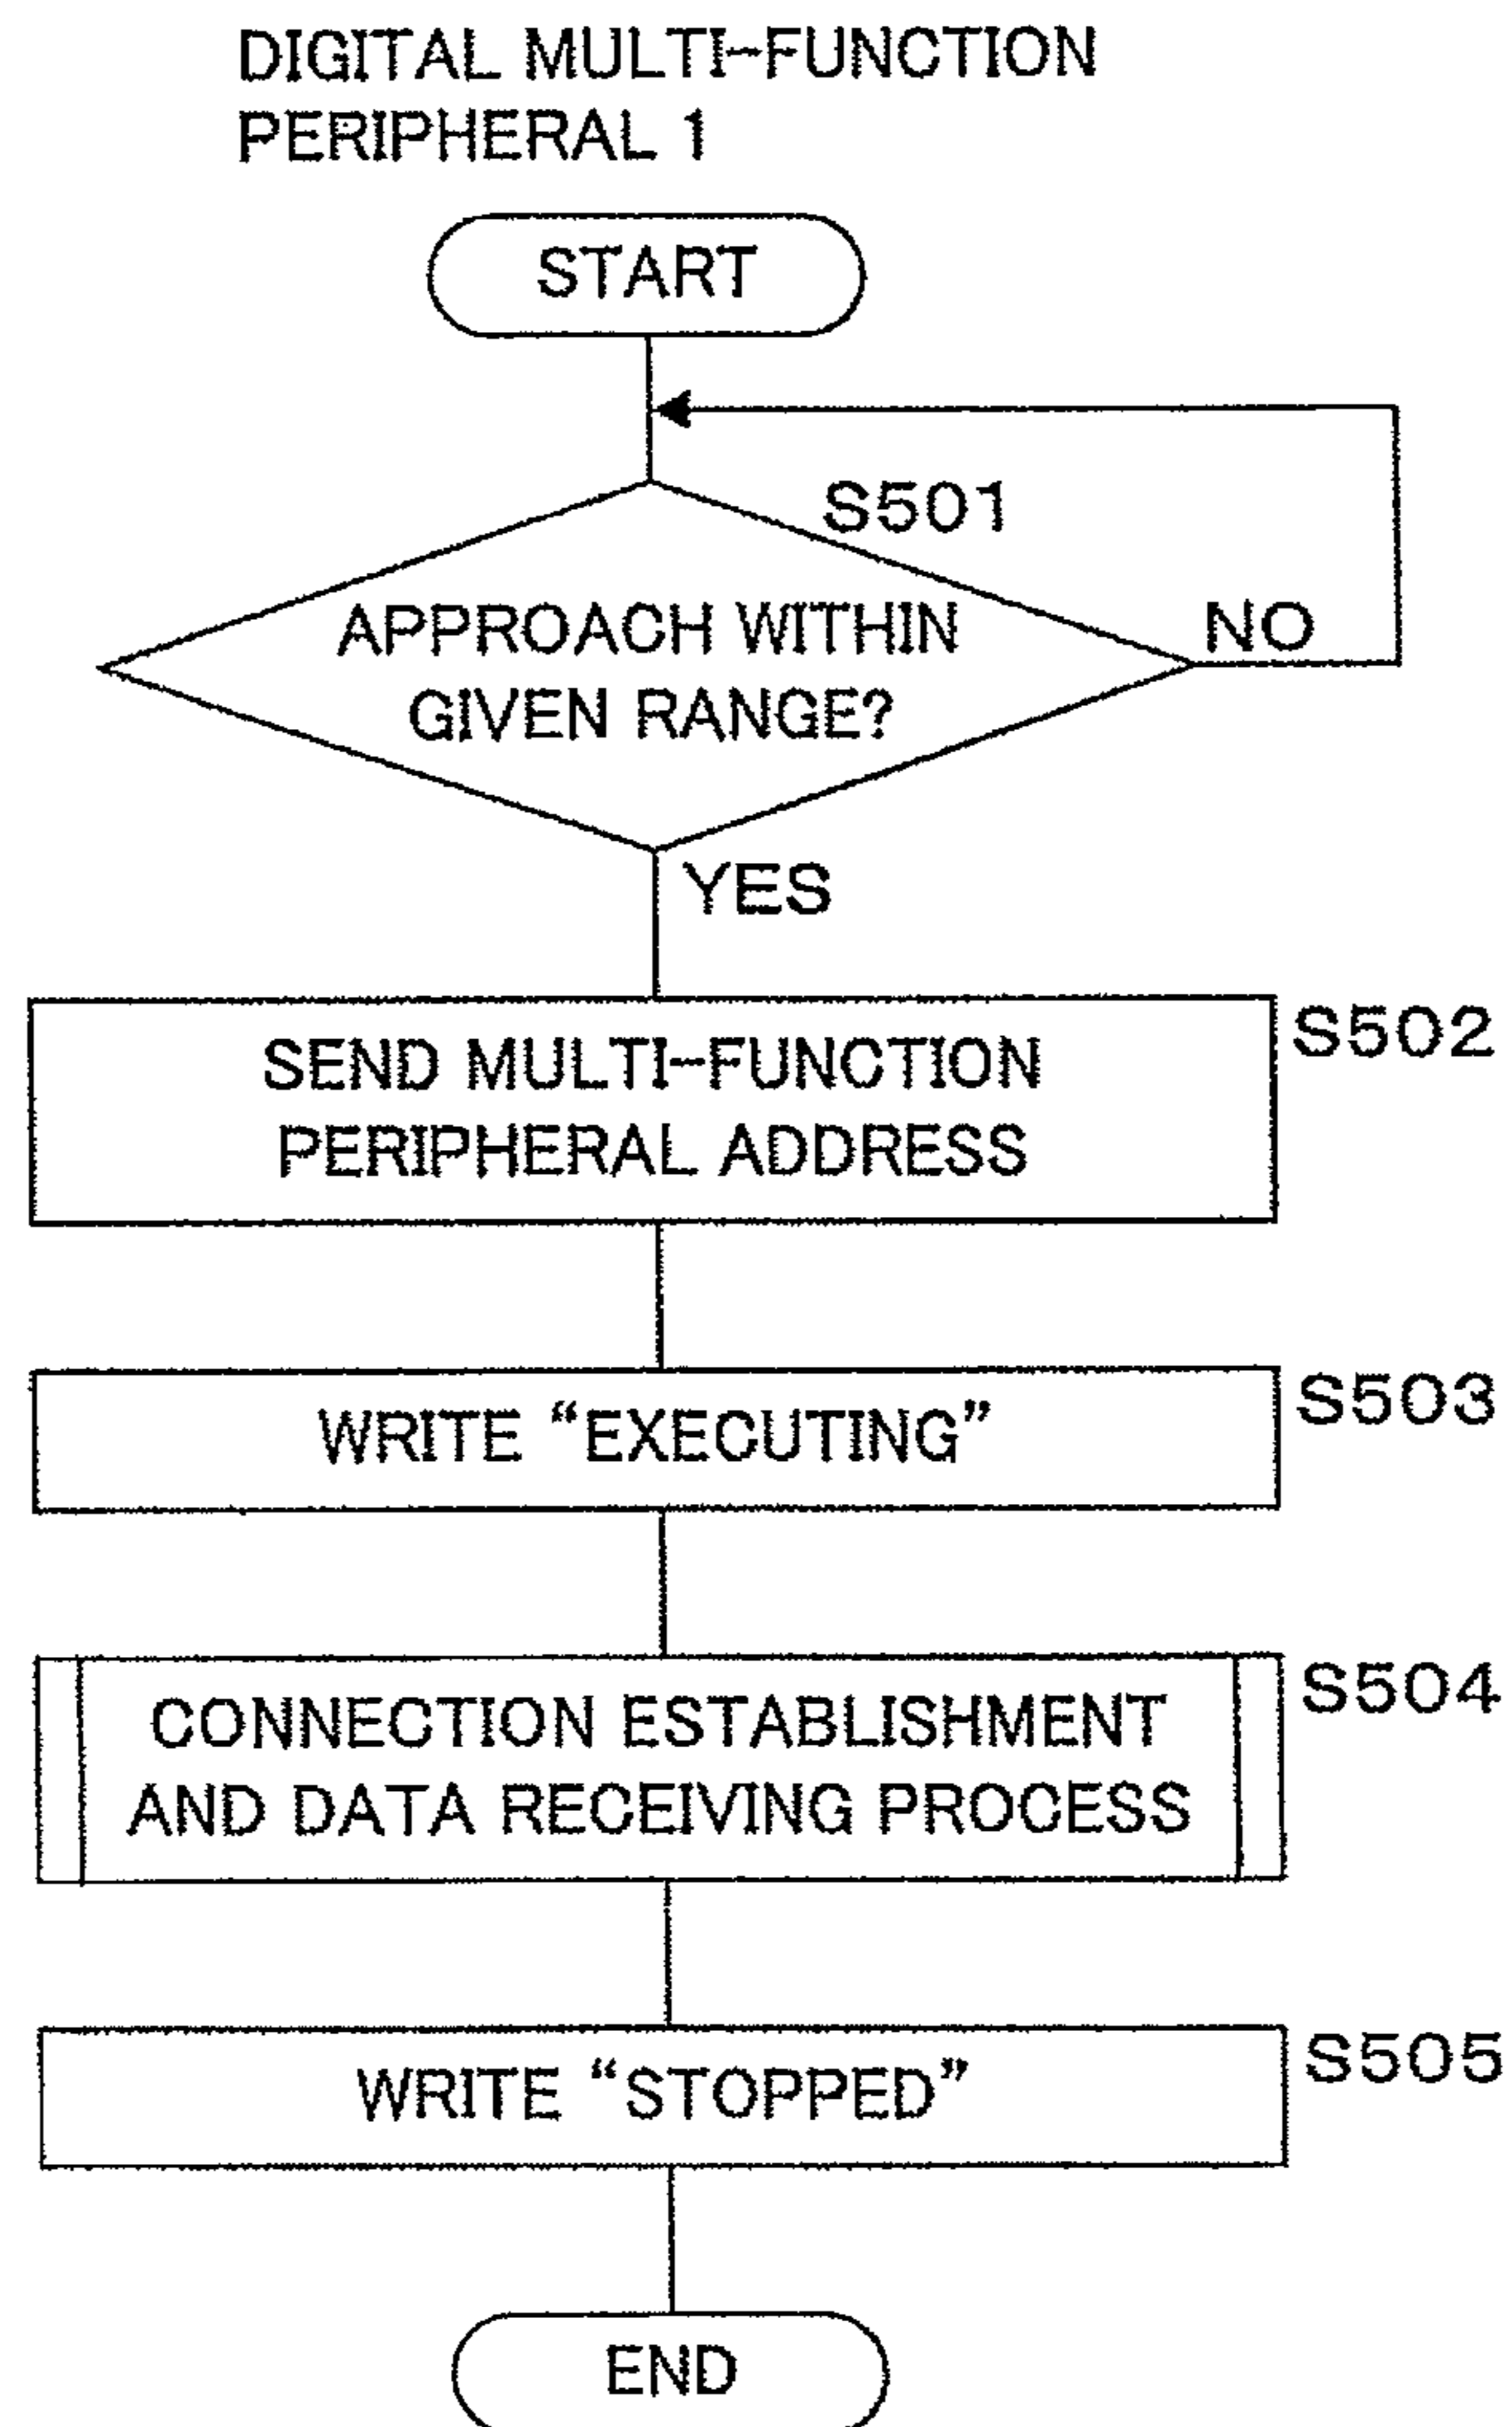 DIGITAL MULTI-FUNCTION
PERIPHERAL 1
START
S501
APPROACH WITHIN
GIVEN RANGE?
NO
YES
S502
SEND MULTI-FUNCTION
PERIPHERAL ADDRESS
S503
WRITE “EXECUTING”
S504
CONNECTION ESTABLISHMENT
AND DATA RECEIVING PROCESS
S505
WRITE “STOPPED”
END